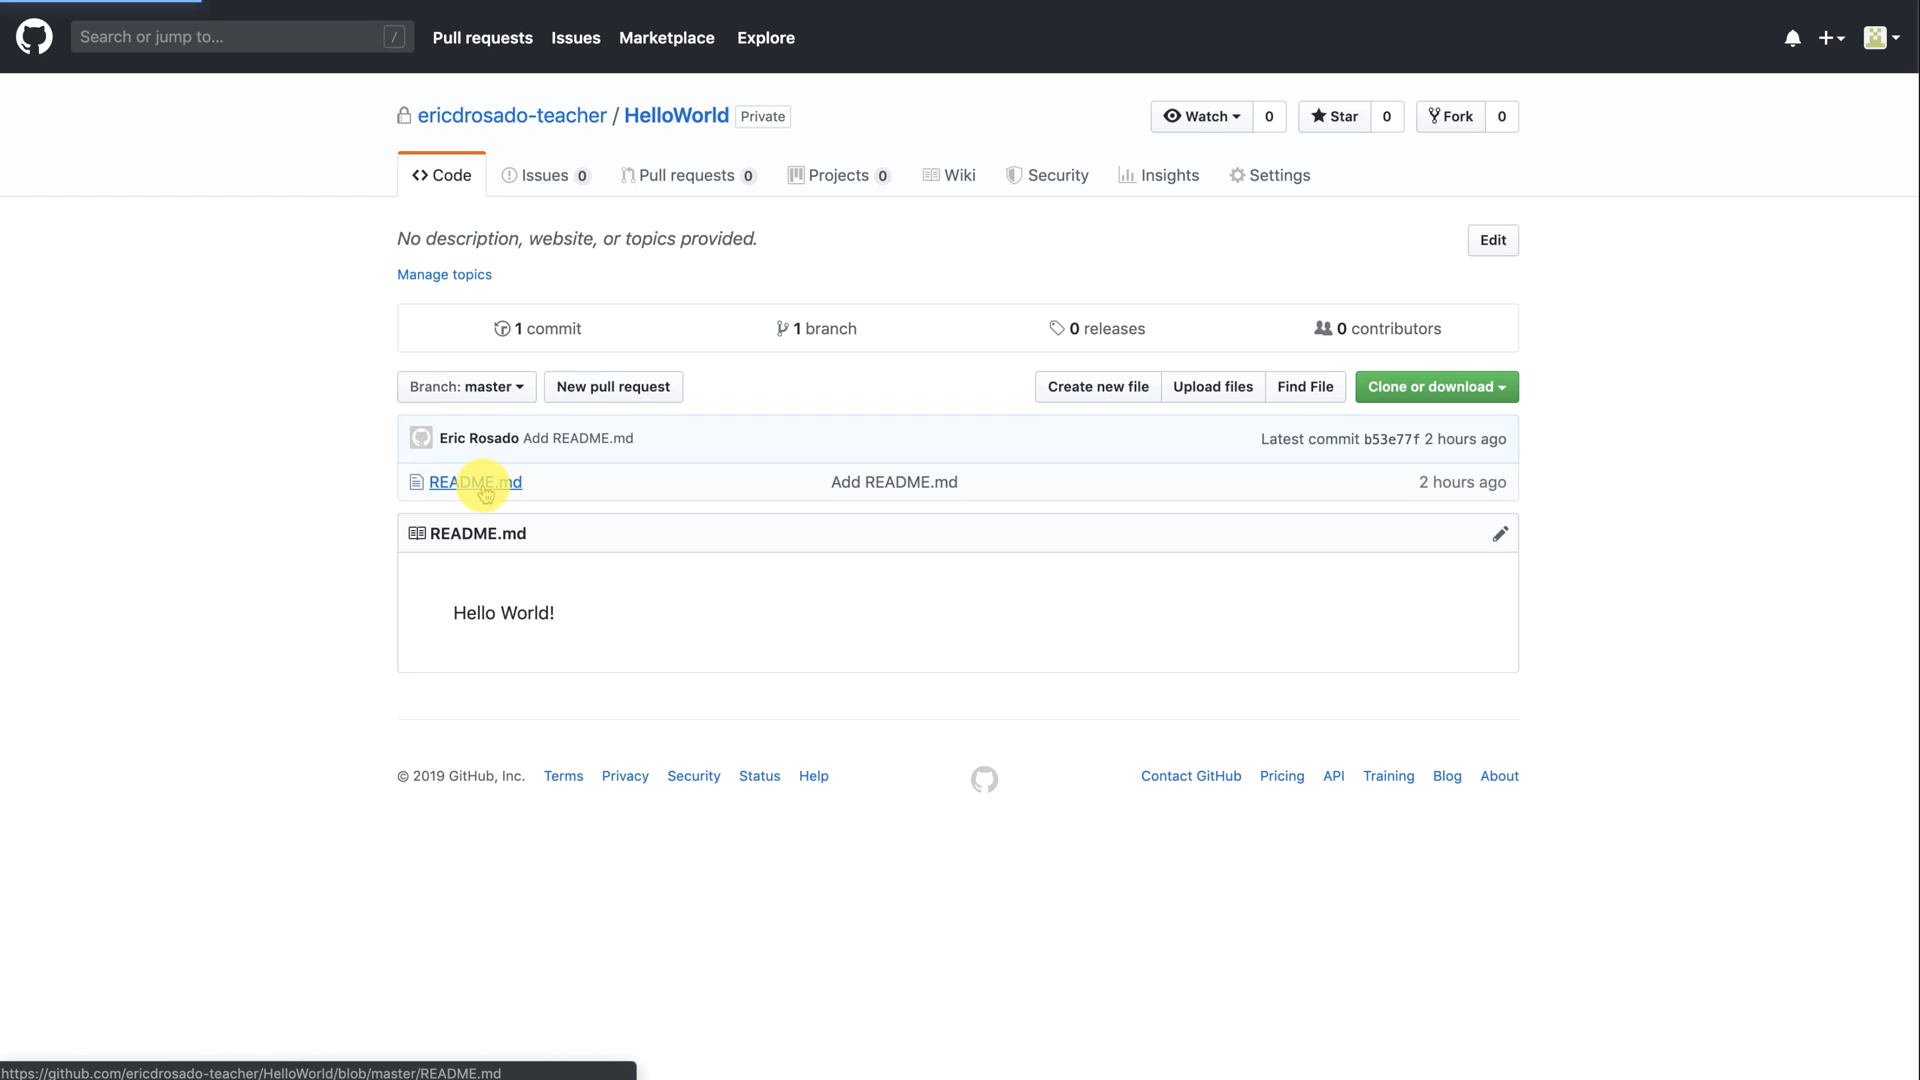 Search or jump to... / Pull requests Issues Marketplace Explore
ericdrosado-teacher / HelloWorld Private Watch 0 Star 0 Fork 0
Code Issues 0 Pull requests 0 Projects 0 Wiki Security Insights Settings
No description, website, or topics provided. Edit
Manage topics
1 commit 1 branch 0 releases 0 contributors
Branch: master New pull request Create new file Upload files Find File Clone or download
Eric Rosado Add README.md Latest commit b53e77f 2 hours ago
README.md Add README.md 2 hours ago
README.md
Hello World!
© 2019 GitHub, Inc. Terms Privacy Security Status Help Contact GitHub Pricing API Training Blog About
https://github.com/ericdrosado-teacher/HelloWorld/blob/master/README.md